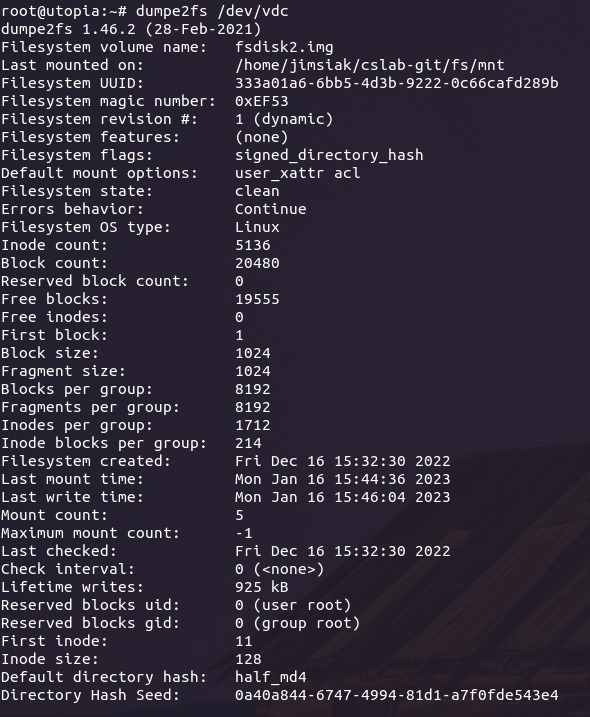 root@utopia:~# dumpe2fs /dev/vdc
dumpe2fs 1.46.2 (28-Feb-2021)
Filesystem volume name:   fsdisk2.img
Last mounted on:          /home/jimsiak/cslab-git/fs/mnt
Filesystem UUID:          333a01a6-6bb5-4d3b-9222-0c66cafd289b
Filesystem magic number:  0xEF53
Filesystem revision #:    1 (dynamic)
Filesystem features:      (none)
Filesystem flags:         signed_directory_hash
Default mount options:    user_xattr acl
Filesystem state:         clean
Errors behavior:          Continue
Filesystem OS type:       Linux
Inode count:              5136
Block count:              20480
Reserved block count:     0
Free blocks:              19555
Free inodes:              0
First block:              1
Block size:               1024
Fragment size:            1024
Blocks per group:         8192
Fragments per group:      8192
Inodes per group:         1712
Inode blocks per group:   214
Filesystem created:       Fri Dec 16 15:32:30 2022
Last mount time:          Mon Jan 16 15:44:36 2023
Last write time:          Mon Jan 16 15:46:04 2023
Mount count:              5
Maximum mount count:      -1
Last checked:             Fri Dec 16 15:32:30 2022
Check interval:           0 (<none>)
Lifetime writes:          925 kB
Reserved blocks uid:      0 (user root)
Reserved blocks gid:      0 (group root)
First inode:              11
Inode size:               128
Default directory hash:   half_md4
Directory Hash Seed:      0a40a844-6747-4994-81d1-a7f0fde543e4